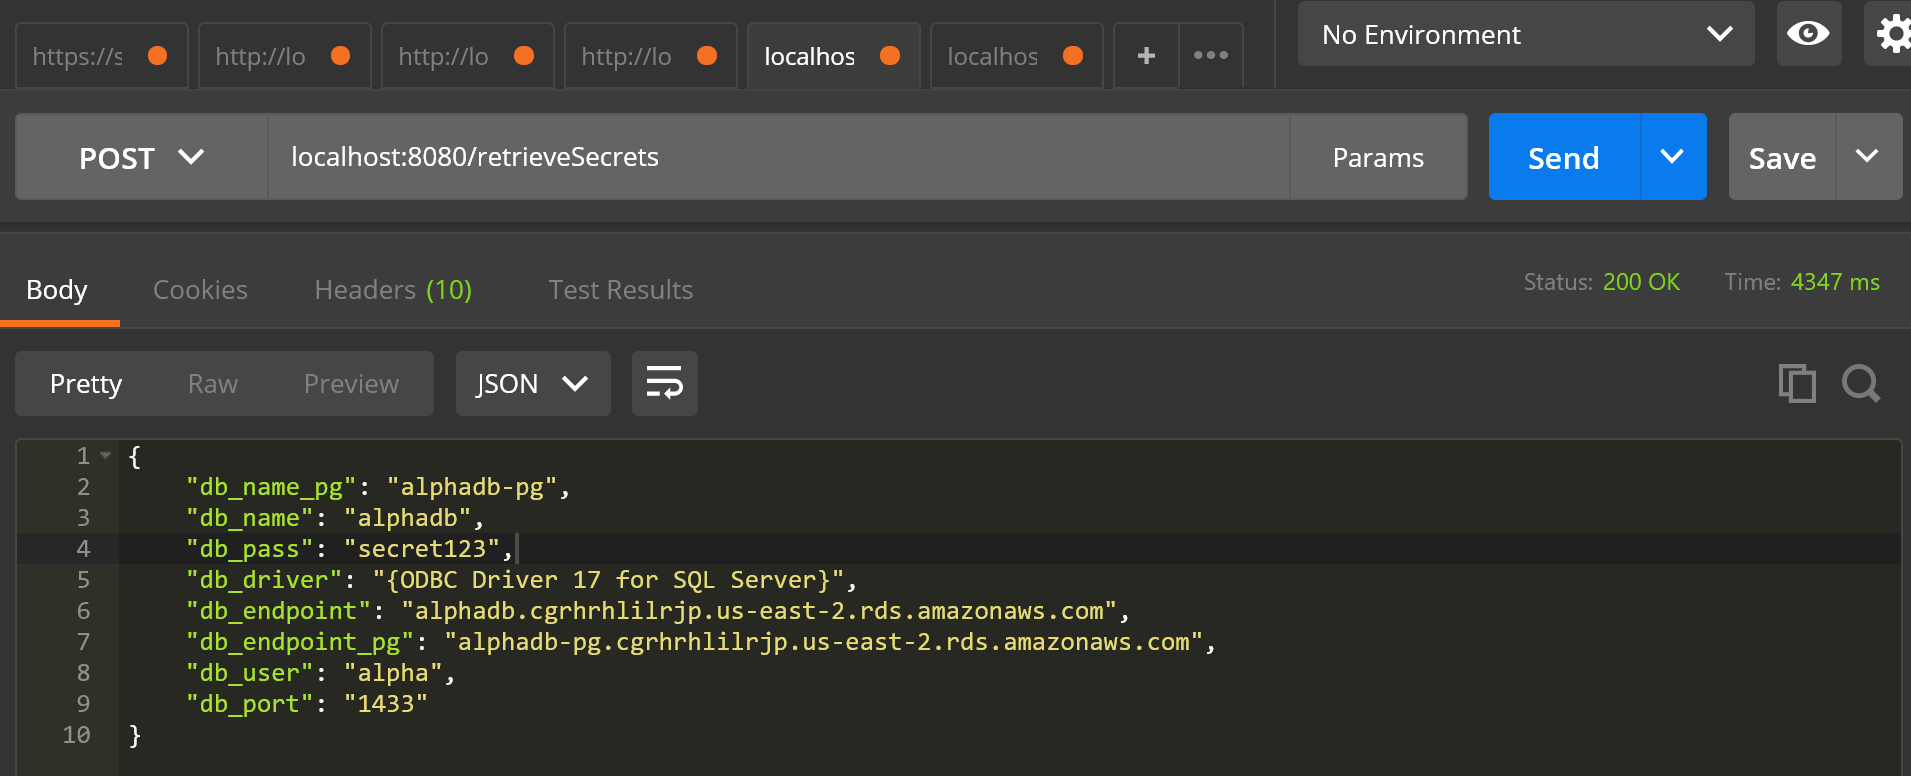 https://s http://lo http://lo http://lo localhos localhos + ••• No Environment
POST localhost:8080/retrieveSecrets Params Send Save
Body Cookies Headers (10) Test Results Status: 200 OK Time: 4347 ms
Pretty Raw Preview JSON
1 {
2 "db_name_pg": "alphadb-pg",
3 "db_name": "alphadb",
4 "db_pass": "secret123",
5 "db_driver": "{ODBC Driver 17 for SQL Server}",
6 "db_endpoint": "alphadb.cgrhrhlilrjp.us-east-2.rds.amazonaws.com",
7 "db_endpoint_pg": "alphadb-pg.cgrhrhlilrjp.us-east-2.rds.amazonaws.com",
8 "db_user": "alpha",
9 "db_port": "1433"
10 }